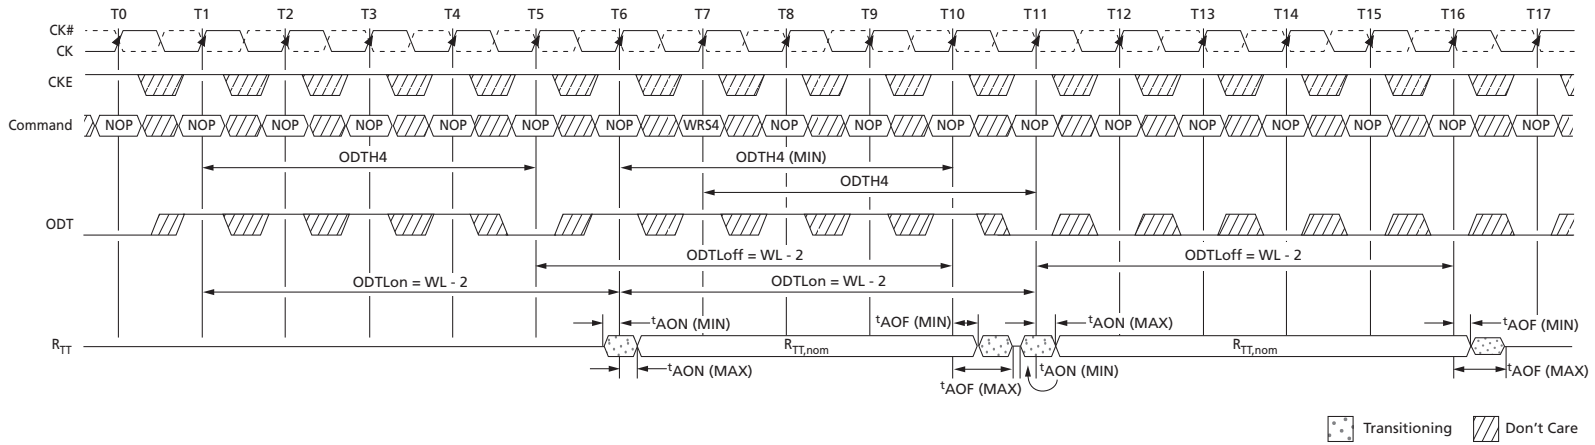 T0 T1 T2 T3 T4 T5 T6 T7 T8 T9 T10 T11 T12 T13 T14 T15 T16 T17
CK#
CK
CKE
Command NOP NOP NOP NOP NOP NOP NOP WRS4 NOP NOP NOP NOP NOP NOP NOP NOP NOP NOP
ODTH4 ODTH4 (MIN)
ODTH4
ODT
ODTLoff = WL - 2 ODTLoff = WL - 2
ODTLon = WL - 2 ODTLon = WL - 2
tAON (MIN) tAOF (MIN) tAON (MAX) tAOF (MIN)
RTT RTT,nom RTT,nom
tAON (MAX) tAON (MIN) tAOF (MAX)
tAOF (MAX)
Transitioning Don't Care